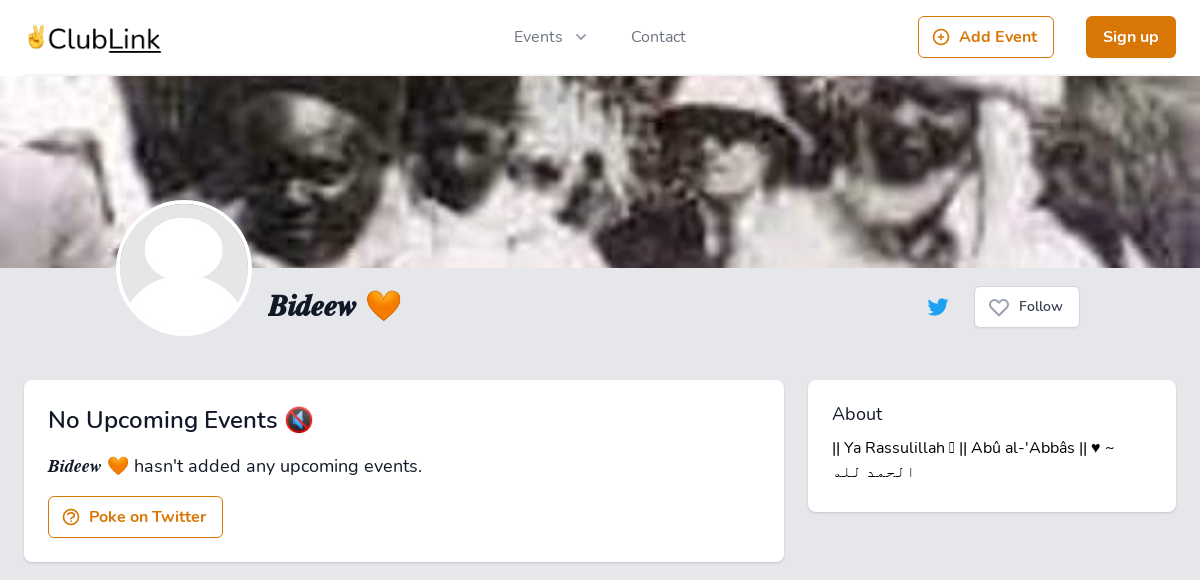 ✌️ClubLink
Events
Contact
Add Event
Sign up
𝑩𝒊𝒅𝒆𝒆𝒘 🧡
Follow
No Upcoming Events 🔇
𝑩𝒊𝒅𝒆𝒆𝒘 🧡 hasn't added any upcoming events.
Poke on Twitter
About
|| Ya Rassulillah || Abû al-'Abbâs || ♥ ~
الحمد لله